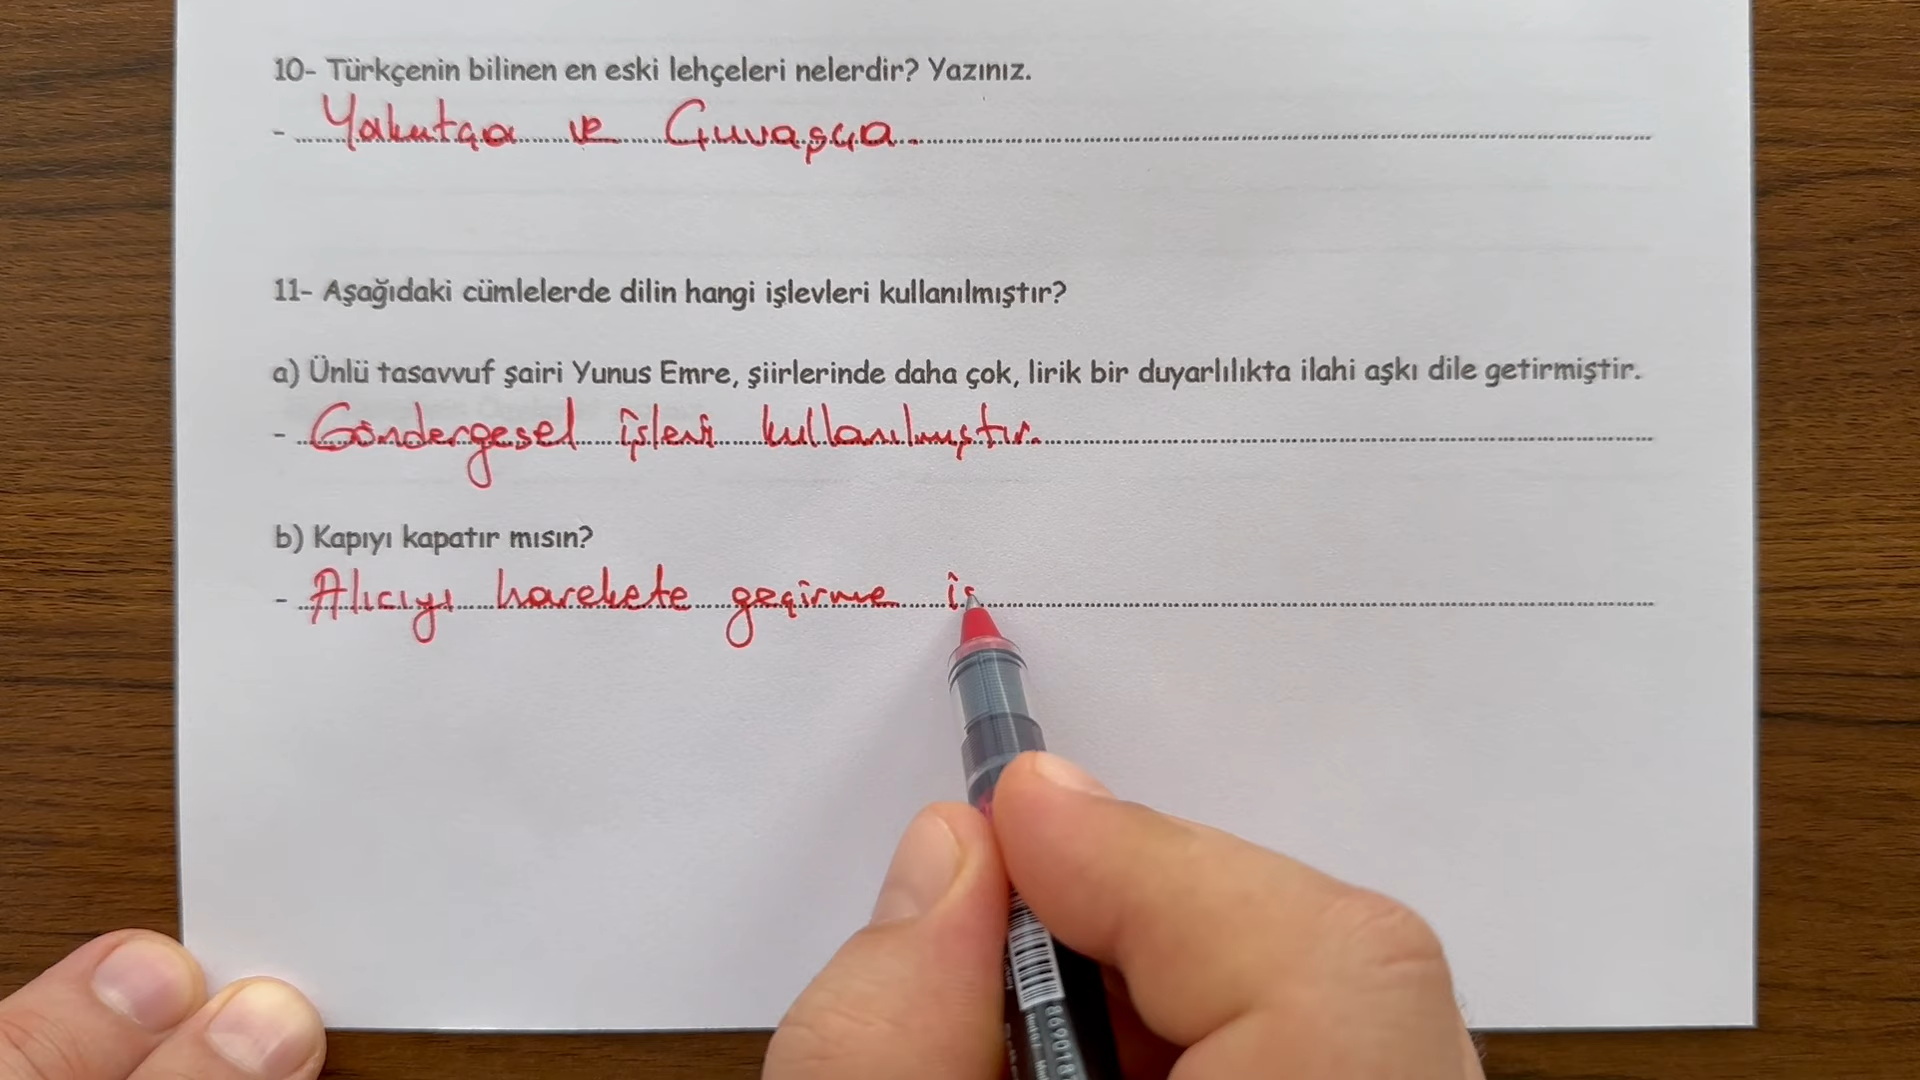 10- Türkçenin bilinen en eski lehçeleri nelerdir? Yazınız.
- Yakutça ve Çuvaşça.
11- Aşağıdaki cümlelerde dilin hangi işlevleri kullanılmıştır?
a) Ünlü tasavvuf şairi Yunus Emre, şiirlerinde daha çok, lirik bir duyarlılıkta ilahi aşkı dile getirmiştir.
- Göndergesel işlevi kullanılmıştır.
b) Kapıyı kapatır mısın?
- Alıcıyı harekete geçirme iş